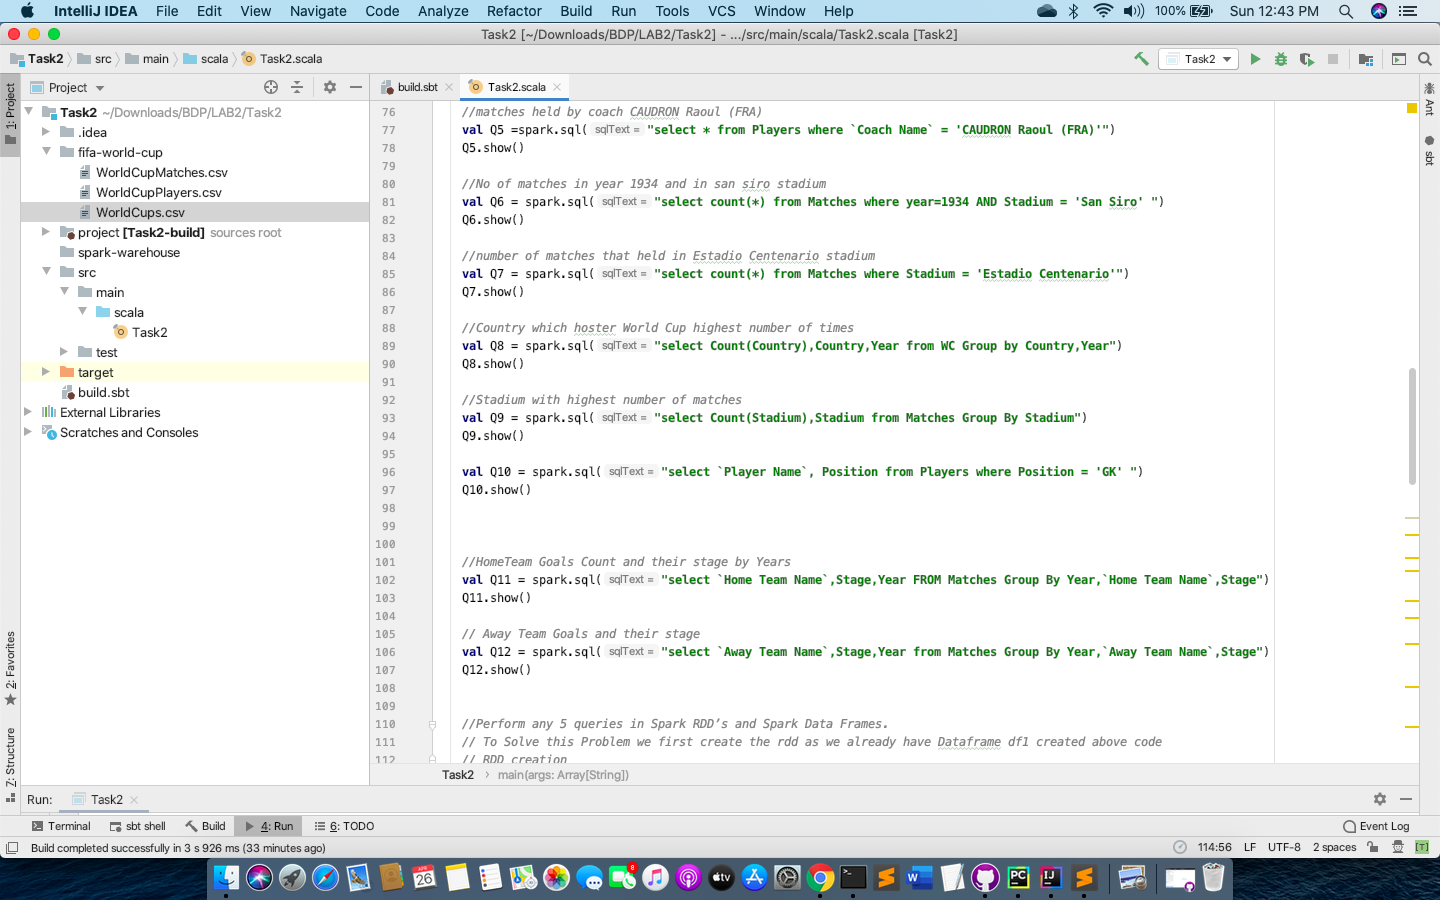 IntelliJ IDEA File Edit View Navigate Code Analyze Refactor Build Run Tools VCS Window Help 100% Sun 12:43 PM
Task2 [~/Downloads/BDP/LAB2/Task2] - .../src/main/scala/Task2.scala [Task2]
Task2 src main scala Task2.scala Task2
Project build.sbt Task2.scala
1: Project
2: Favorites
Z: Structure
Ant
sbt
Task2 ~/Downloads/BDP/LAB2/Task2
.idea
fifa-world-cup
WorldCupMatches.csv
WorldCupPlayers.csv
WorldCups.csv
project [Task2-build] sources root
spark-warehouse
src
main
scala
Task2
test
target
build.sbt
External Libraries
Scratches and Consoles
76 //matches held by coach CAUDRON Raoul (FRA)
77 val Q5 =spark.sql( sqlText = "select * from Players where `Coach Name` = 'CAUDRON Raoul (FRA)'")
78 Q5.show()
79
80 //No of matches in year 1934 and in san siro stadium
81 val Q6 = spark.sql( sqlText = "select count(*) from Matches where year=1934 AND Stadium = 'San Siro' ")
82 Q6.show()
83
84 //number of matches that held in Estadio Centenario stadium
85 val Q7 = spark.sql( sqlText = "select count(*) from Matches where Stadium = 'Estadio Centenario'")
86 Q7.show()
87
88 //Country which hoster World Cup highest number of times
89 val Q8 = spark.sql( sqlText = "select Count(Country),Country,Year from WC Group by Country,Year")
90 Q8.show()
91
92 //Stadium with highest number of matches
93 val Q9 = spark.sql( sqlText = "select Count(Stadium),Stadium from Matches Group By Stadium")
94 Q9.show()
95
96 val Q10 = spark.sql( sqlText = "select `Player Name`, Position from Players where Position = 'GK' ")
97 Q10.show()
98
99
100
101 //HomeTeam Goals Count and their stage by Years
102 val Q11 = spark.sql( sqlText = "select `Home Team Name`,Stage,Year FROM Matches Group By Year,`Home Team Name`,Stage")
103 Q11.show()
104
105 // Away Team Goals and their stage
106 val Q12 = spark.sql( sqlText = "select `Away Team Name`,Stage,Year from Matches Group By Year,`Away Team Name`,Stage")
107 Q12.show()
108
109
110 //Perform any 5 queries in Spark RDD’s and Spark Data Frames.
111 // To Solve this Problem we first create the rdd as we already have Dataframe df1 created above code
112 // RDD creation
Task2 main(args: Array[String])
Run: Task2
Terminal sbt shell Build 4: Run 6: TODO Event Log
Build completed successfully in 3 s 926 ms (33 minutes ago) 114:56 LF UTF-8 2 spaces [T]
APR 26 8 tv W PC IJ